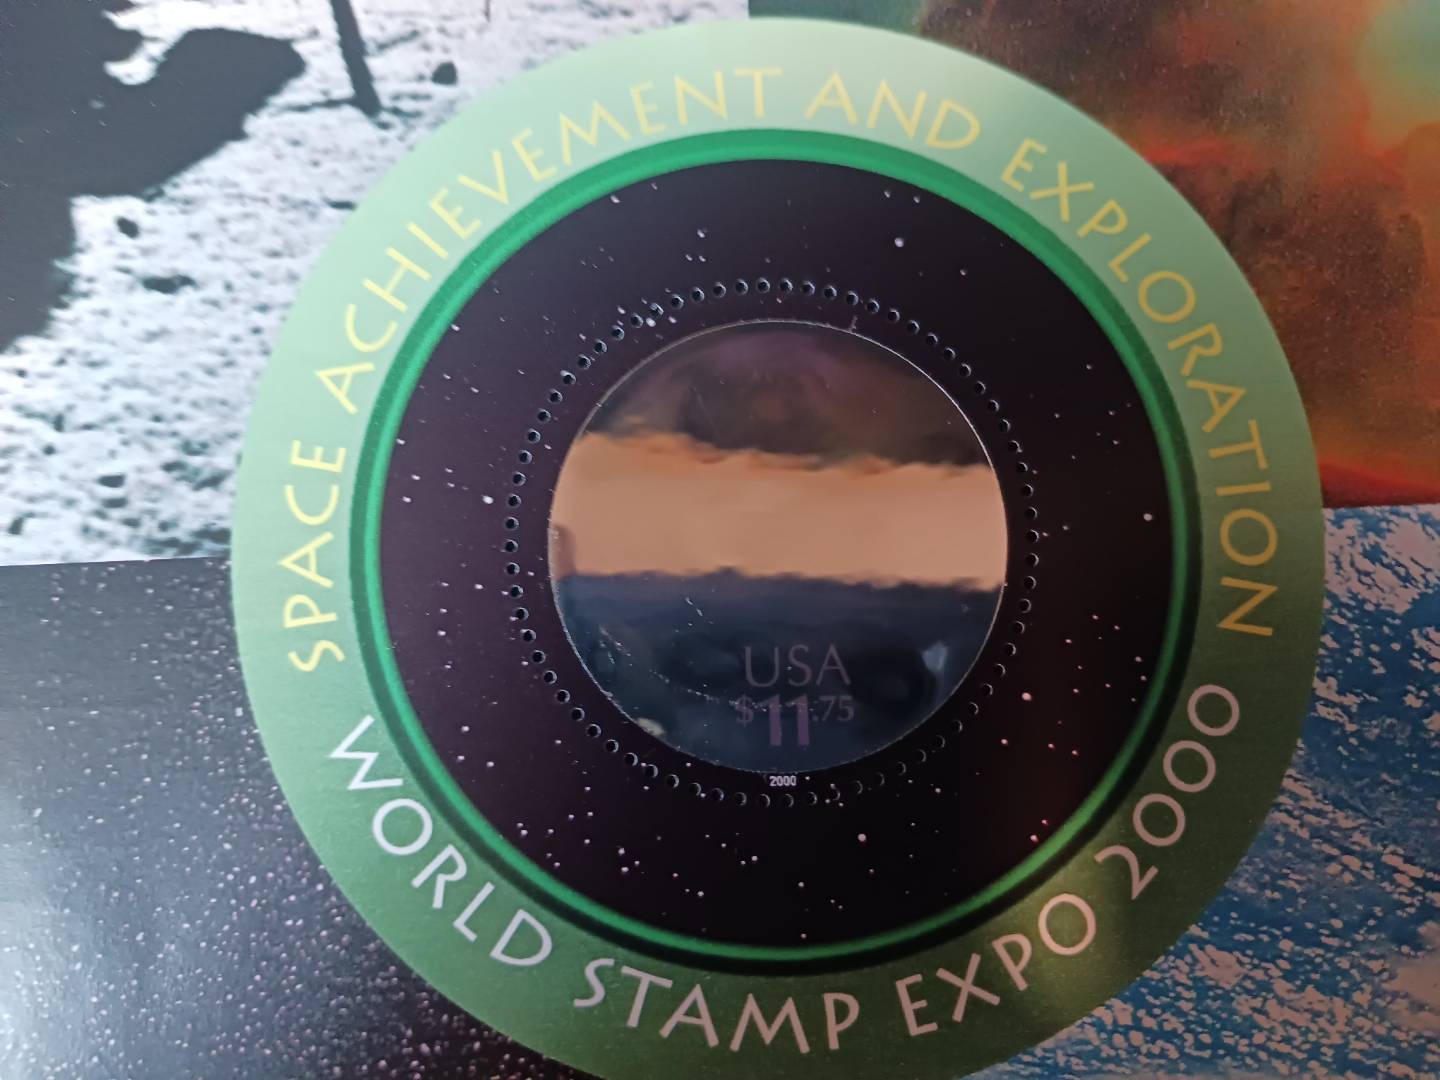 SPACE ACHIEVEMENT AND EXPLORATION
USA
$11.75
2000
WORLD STAMP EXPO 2000